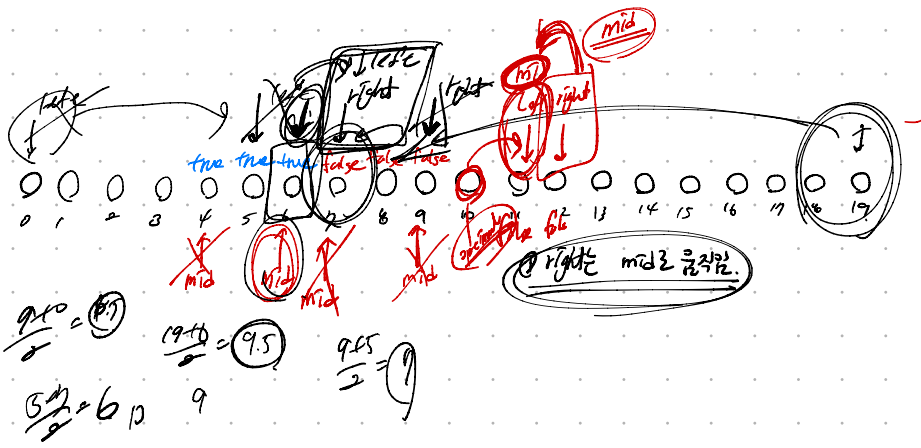 mid
left right
right mid left right
left
true true true false false false
0 1 2 3 4 5 6 7 8 9 10 11 12 13 14 15 16 17 18 19
mid mid mid mid
right는 mid로 움직임.
9+0/2 = 4.5
19+0/2 = 9.5
9+5/2 = 7
= 6
9